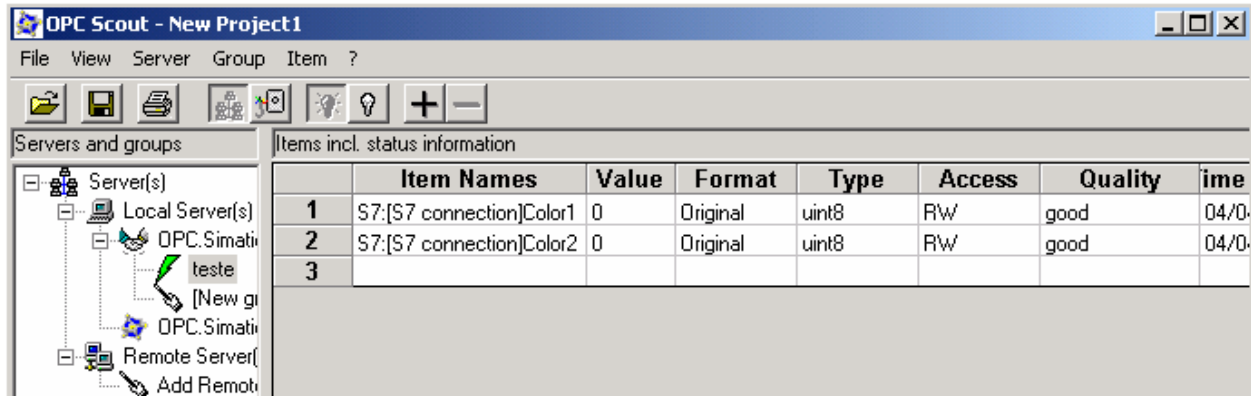 OPC Scout - New Project1
File View Server Group Item ?
Servers and groups
Items incl. status information
Server(s)
Local Server(s)
OPC.Simati
teste
[New gr
OPC.Simati
Remote Server(
Add Remot
Item Names Value Format Type Access Quality ime
1 S7:[S7 connection]Color1 0 Original uint8 RW good 04/0
2 S7:[S7 connection]Color2 0 Original uint8 RW good 04/0
3